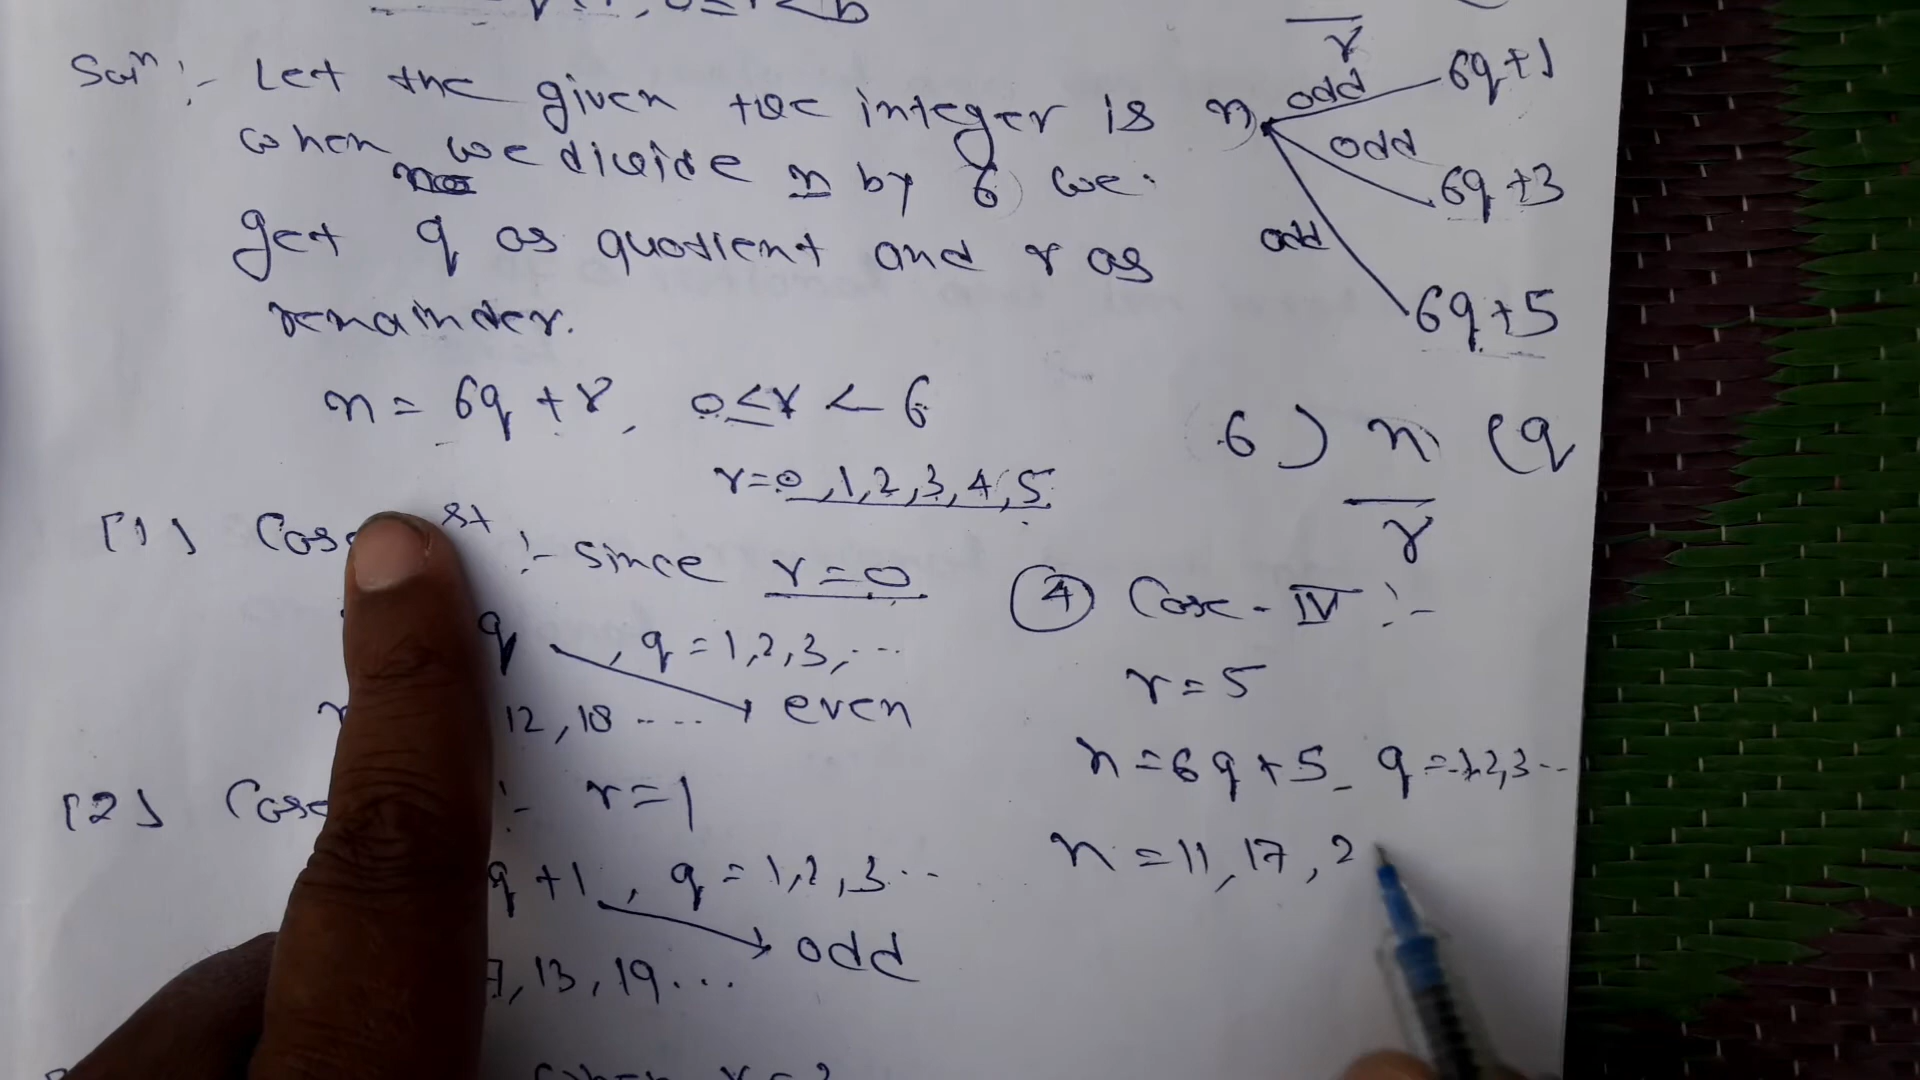 Solⁿ :- Let the given +ve integer is n
when we divide n by 6 we
get q as quotient and r as
remainder.
n = 6q + r, 0 ≤ r < 6
r = 0, 1, 2, 3, 4, 5
[1] Case st :- since r = 0
q, q = 1, 2, 3, ...
12, 18 ---- even
[2] Case :- r = 1
q + 1, q = 1, 2, 3 ...
7, 13, 19 ... odd
r
odd 6q + 1
odd 6q + 3
odd 6q + 5
6 ) n ( q
r
(4) Case - IV :-
r = 5
n = 6q + 5, q = 1, 2, 3 --
n = 11, 17, 2